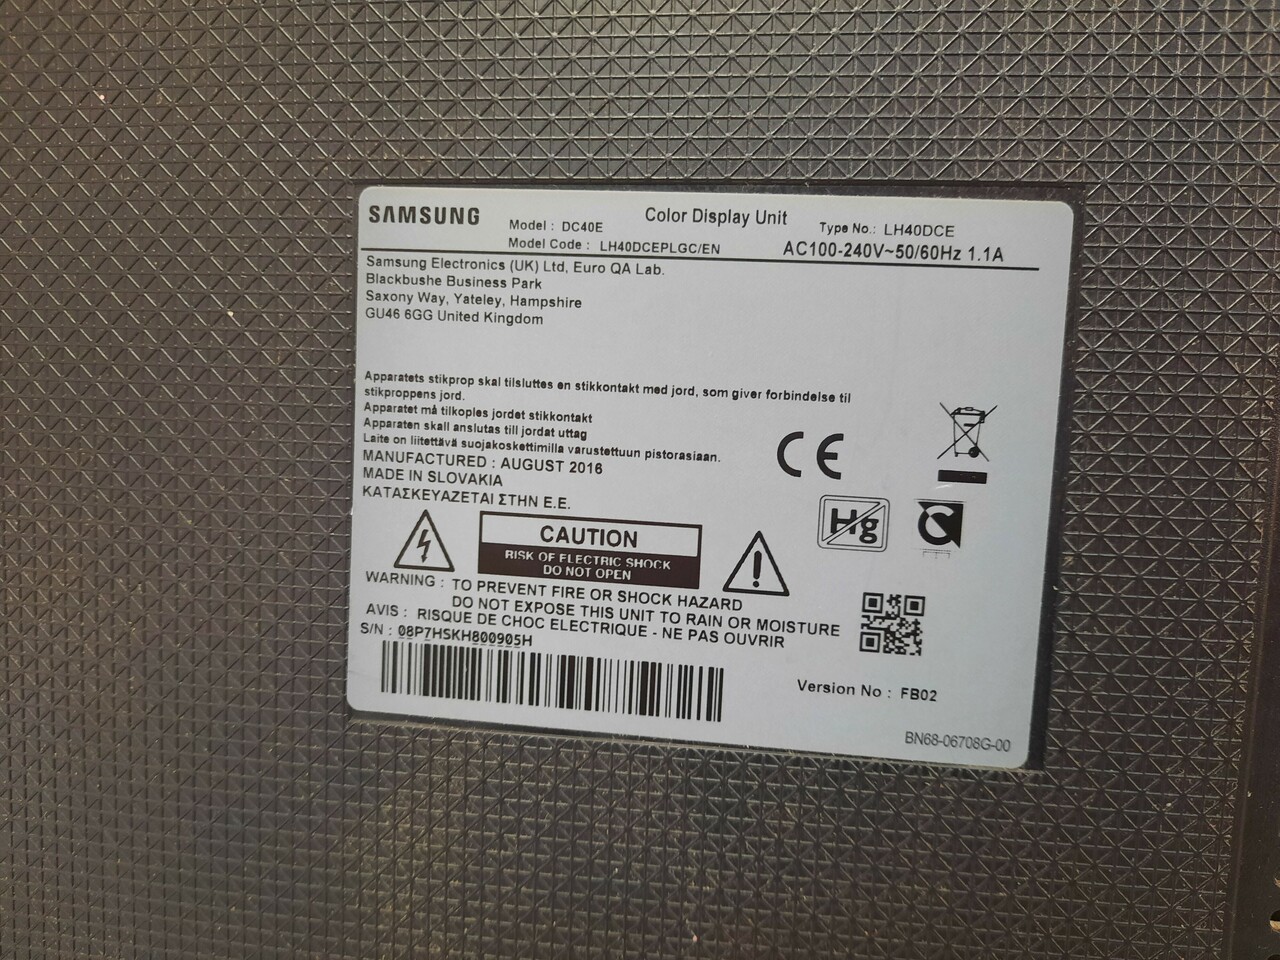 SAMSUNG
Color Display Unit
Model : DC40E
Type No.: LH40DCE
Model Code : LH40DCEPLGC/EN
AC100-240V~50/60Hz 1.1A
Samsung Electronics (UK) Ltd, Euro QA Lab.
Blackbushe Business Park
Saxony Way, Yateley, Hampshire
GU46 6GG United Kingdom
Apparatets stikprop skal tilsluttes en stikkontakt med jord, som giver forbindelse til
stikproppens jord.
Apparatet må tilkoples jordet stikkontakt
Apparaten skall anslutas till jordat uttag
Laite on liitettävä suojakoskettimilla varustettuun pistorasiaan.
MANUFACTURED : AUGUST 2016
MADE IN SLOVAKIA
ΚΑΤΑΣΚΕΥΑΖΕΤΑΙ ΣΤΗΝ Ε.Ε.
CE
Hg
CAUTION
RISK OF ELECTRIC SHOCK
DO NOT OPEN
WARNING : TO PREVENT FIRE OR SHOCK HAZARD
DO NOT EXPOSE THIS UNIT TO RAIN OR MOISTURE
AVIS : RISQUE DE CHOC ELECTRIQUE - NE PAS OUVRIR
S/N : 08P7HSKH800905H
Version No : FB02
BN68-06708G-00